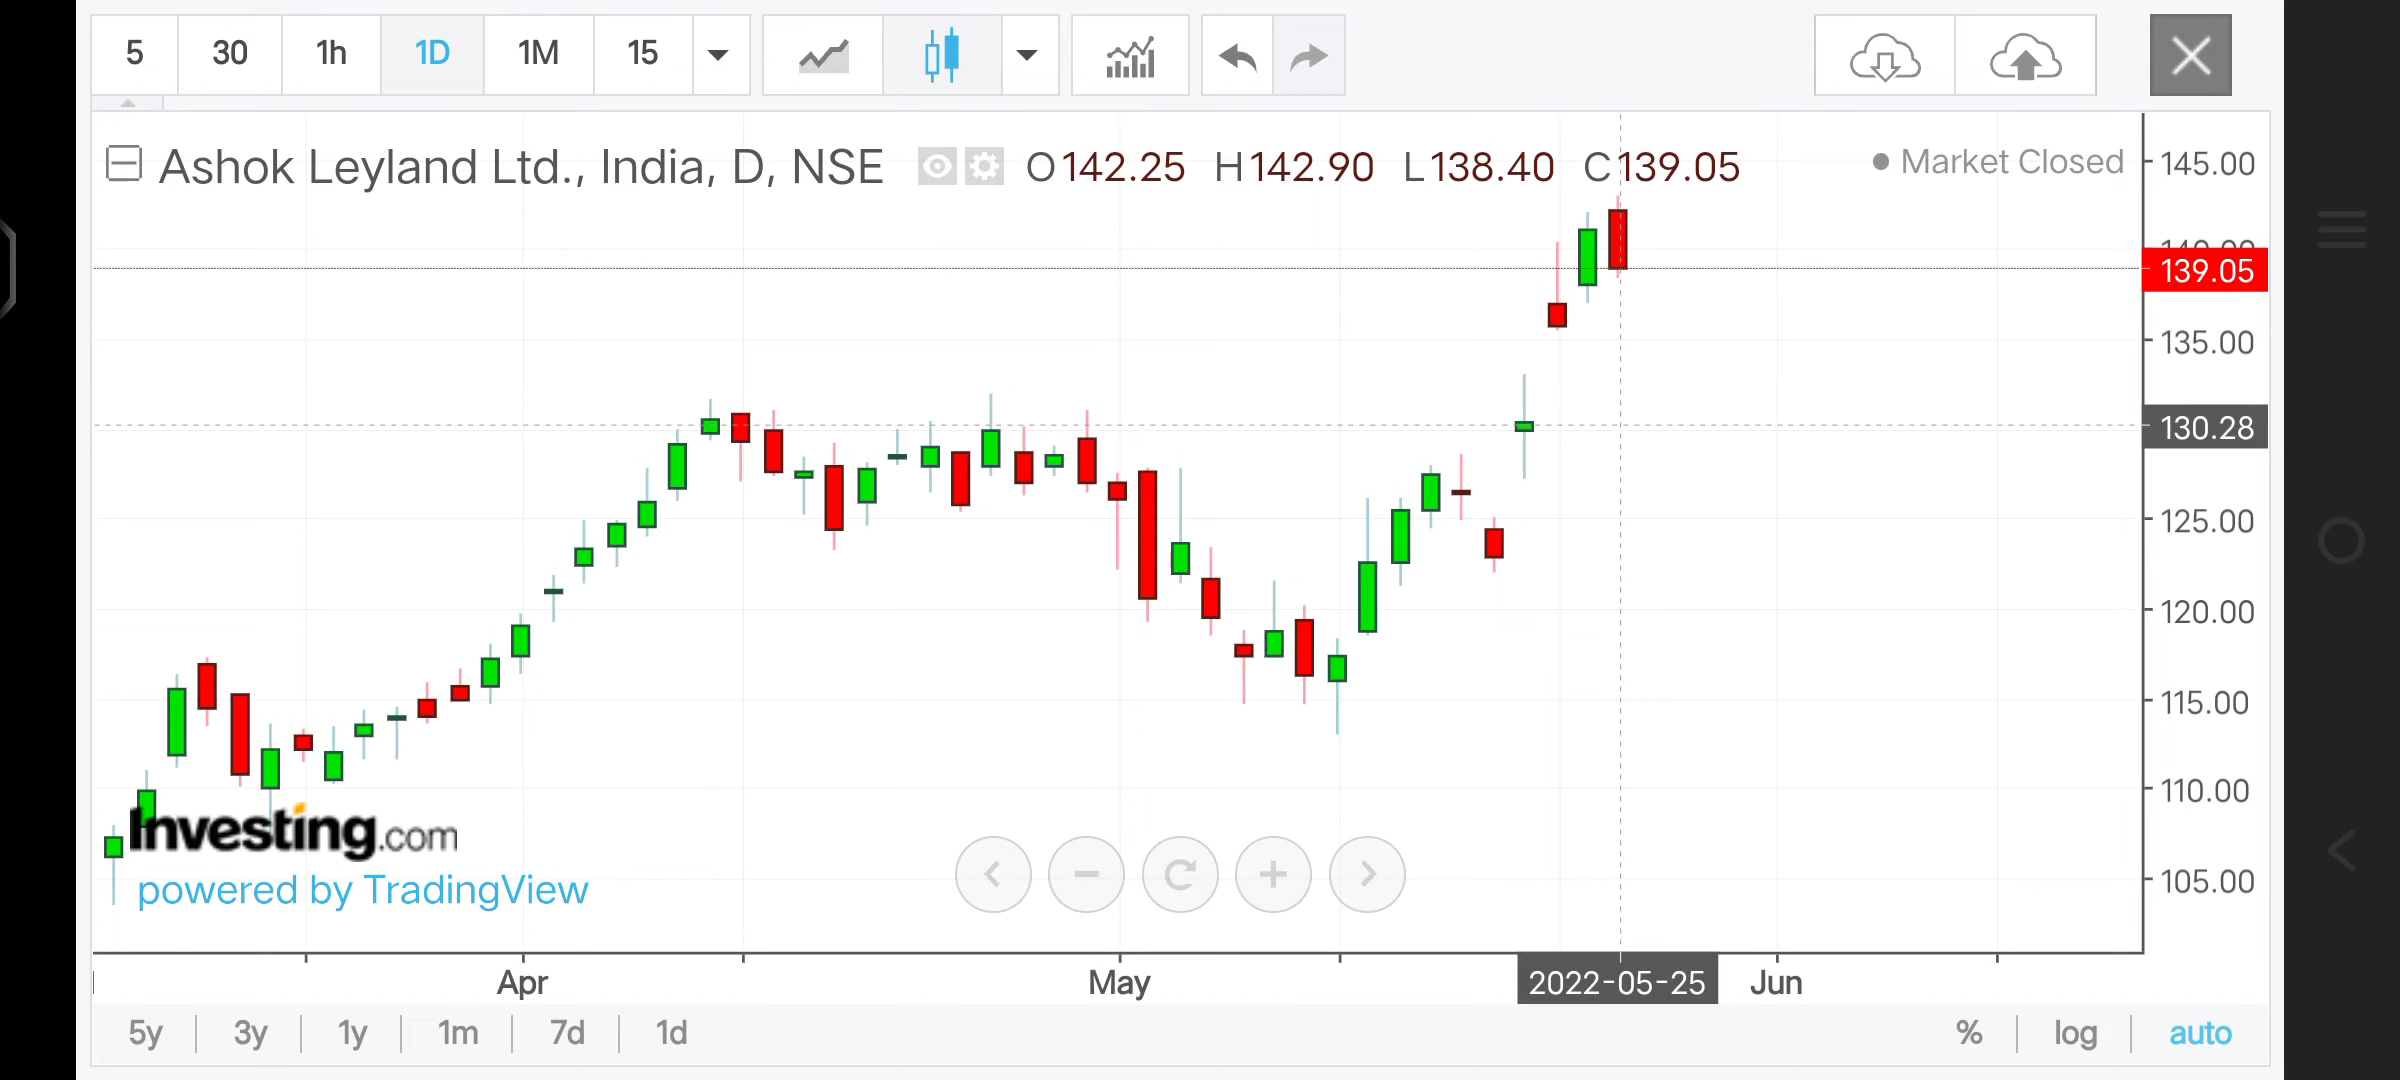 5 30 1h 1D 1M 15
Ashok Leyland Ltd., India, D, NSE O142.25 H142.90 L138.40 C139.05 Market Closed
145.00
139.05
135.00
130.28
125.00
120.00
115.00
110.00
105.00
Investing.com
powered by TradingView
Apr May 2022-05-25 Jun
5y 3y 1y 1m 7d 1d % log auto